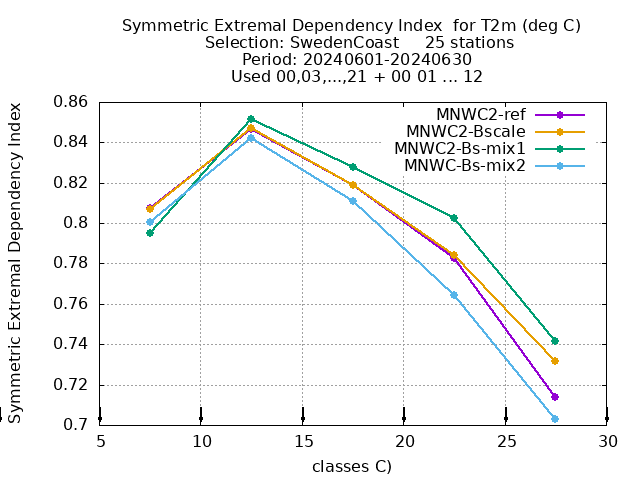 Symmetric Extremal Dependency Index  for T2m (deg C)
Selection: SwedenCoast     25 stations
Period: 20240601-20240630
Used 00,03,...,21 + 00 01 ... 12
Symmetric Extremal Dependency Index
0.86
0.84
0.82
0.8
0.78
0.76
0.74
0.72
0.7
MNWC2-ref
MNWC2-Bscale
MNWC2-Bs-mix1
MNWC-Bs-mix2
5 10 15 20 25 30
classes C)